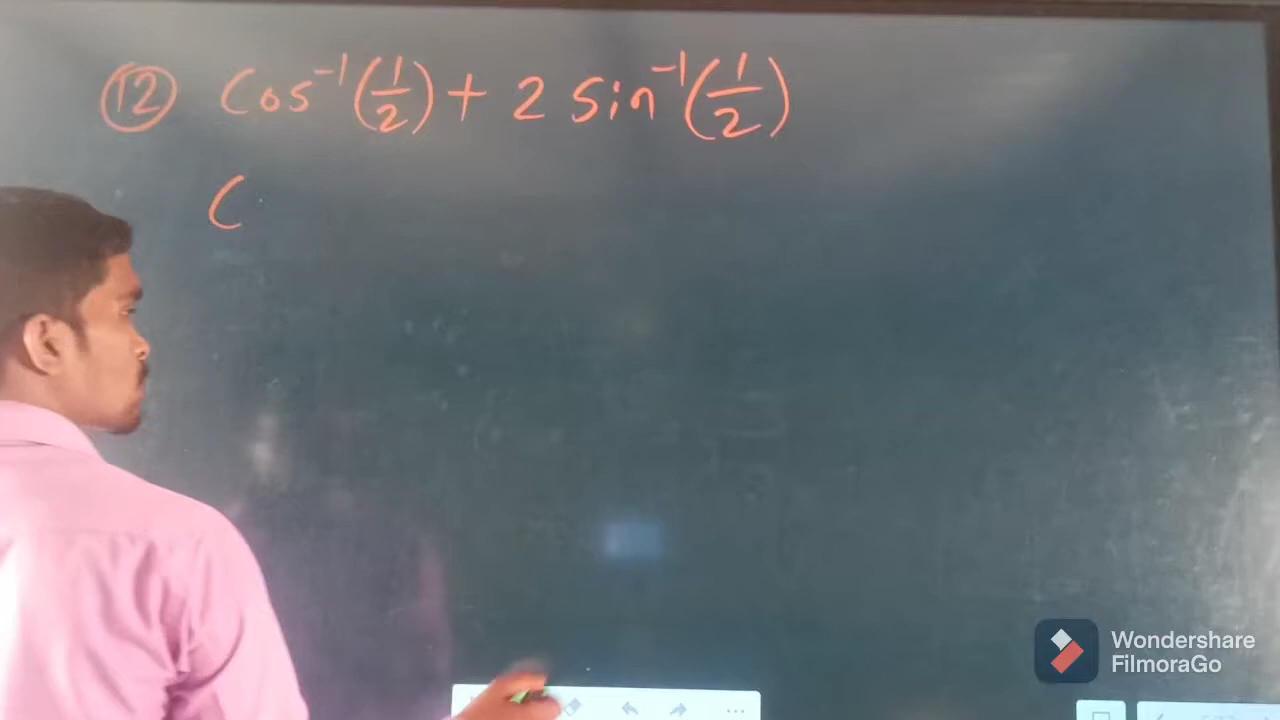 ⑫ Cos⁻¹(1/2) + 2 Sin⁻¹(1/2)
(
Wondershare
FilmoraGo